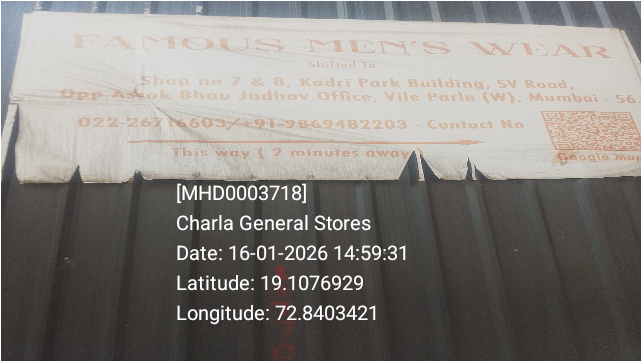 FAMOUS MEN'S WEAR
Shifted To
Shop no 7 & 8, Kadri Park Building, SV Road,
Opp Ashok Bhau Jadhav Office, Vile Parle (W), Mumbai - 56
022-26716603/+91-9869482203 - Contact No
This way ( 2 minutes away
Google Map
[MHD0003718]
Charla General Stores
Date: 16-01-2026 14:59:31
Latitude: 19.1076929
Longitude: 72.8403421